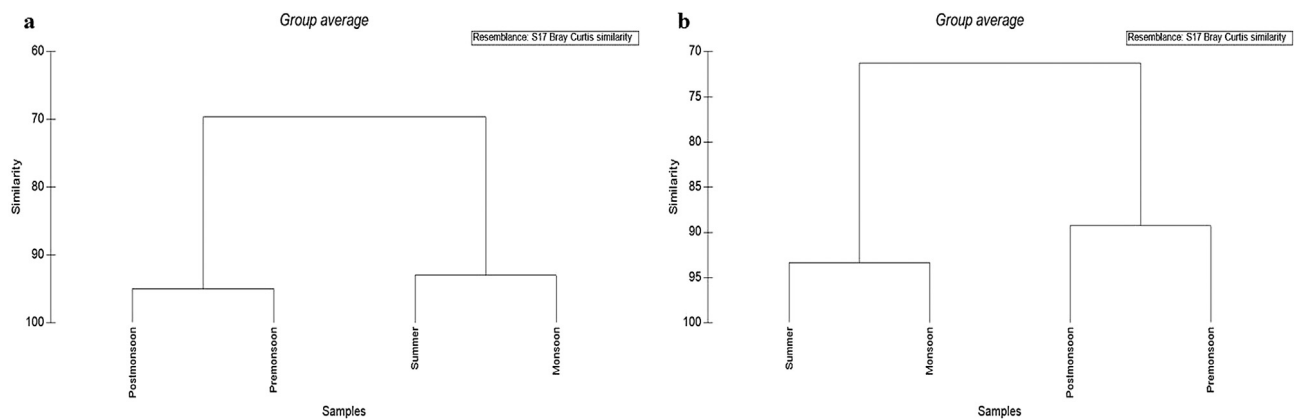 a
Group average
Resemblance: S17 Bray Curtis similarity
60
70
80
90
100
Similarity
Postmonsoon
Premonsoon
Summer
Monsoon
Samples
b
Group average
Resemblance: S17 Bray Curtis similarity
70
75
80
85
90
95
100
Similarity
Summer
Monsoon
Postmonsoon
Premonsoon
Samples